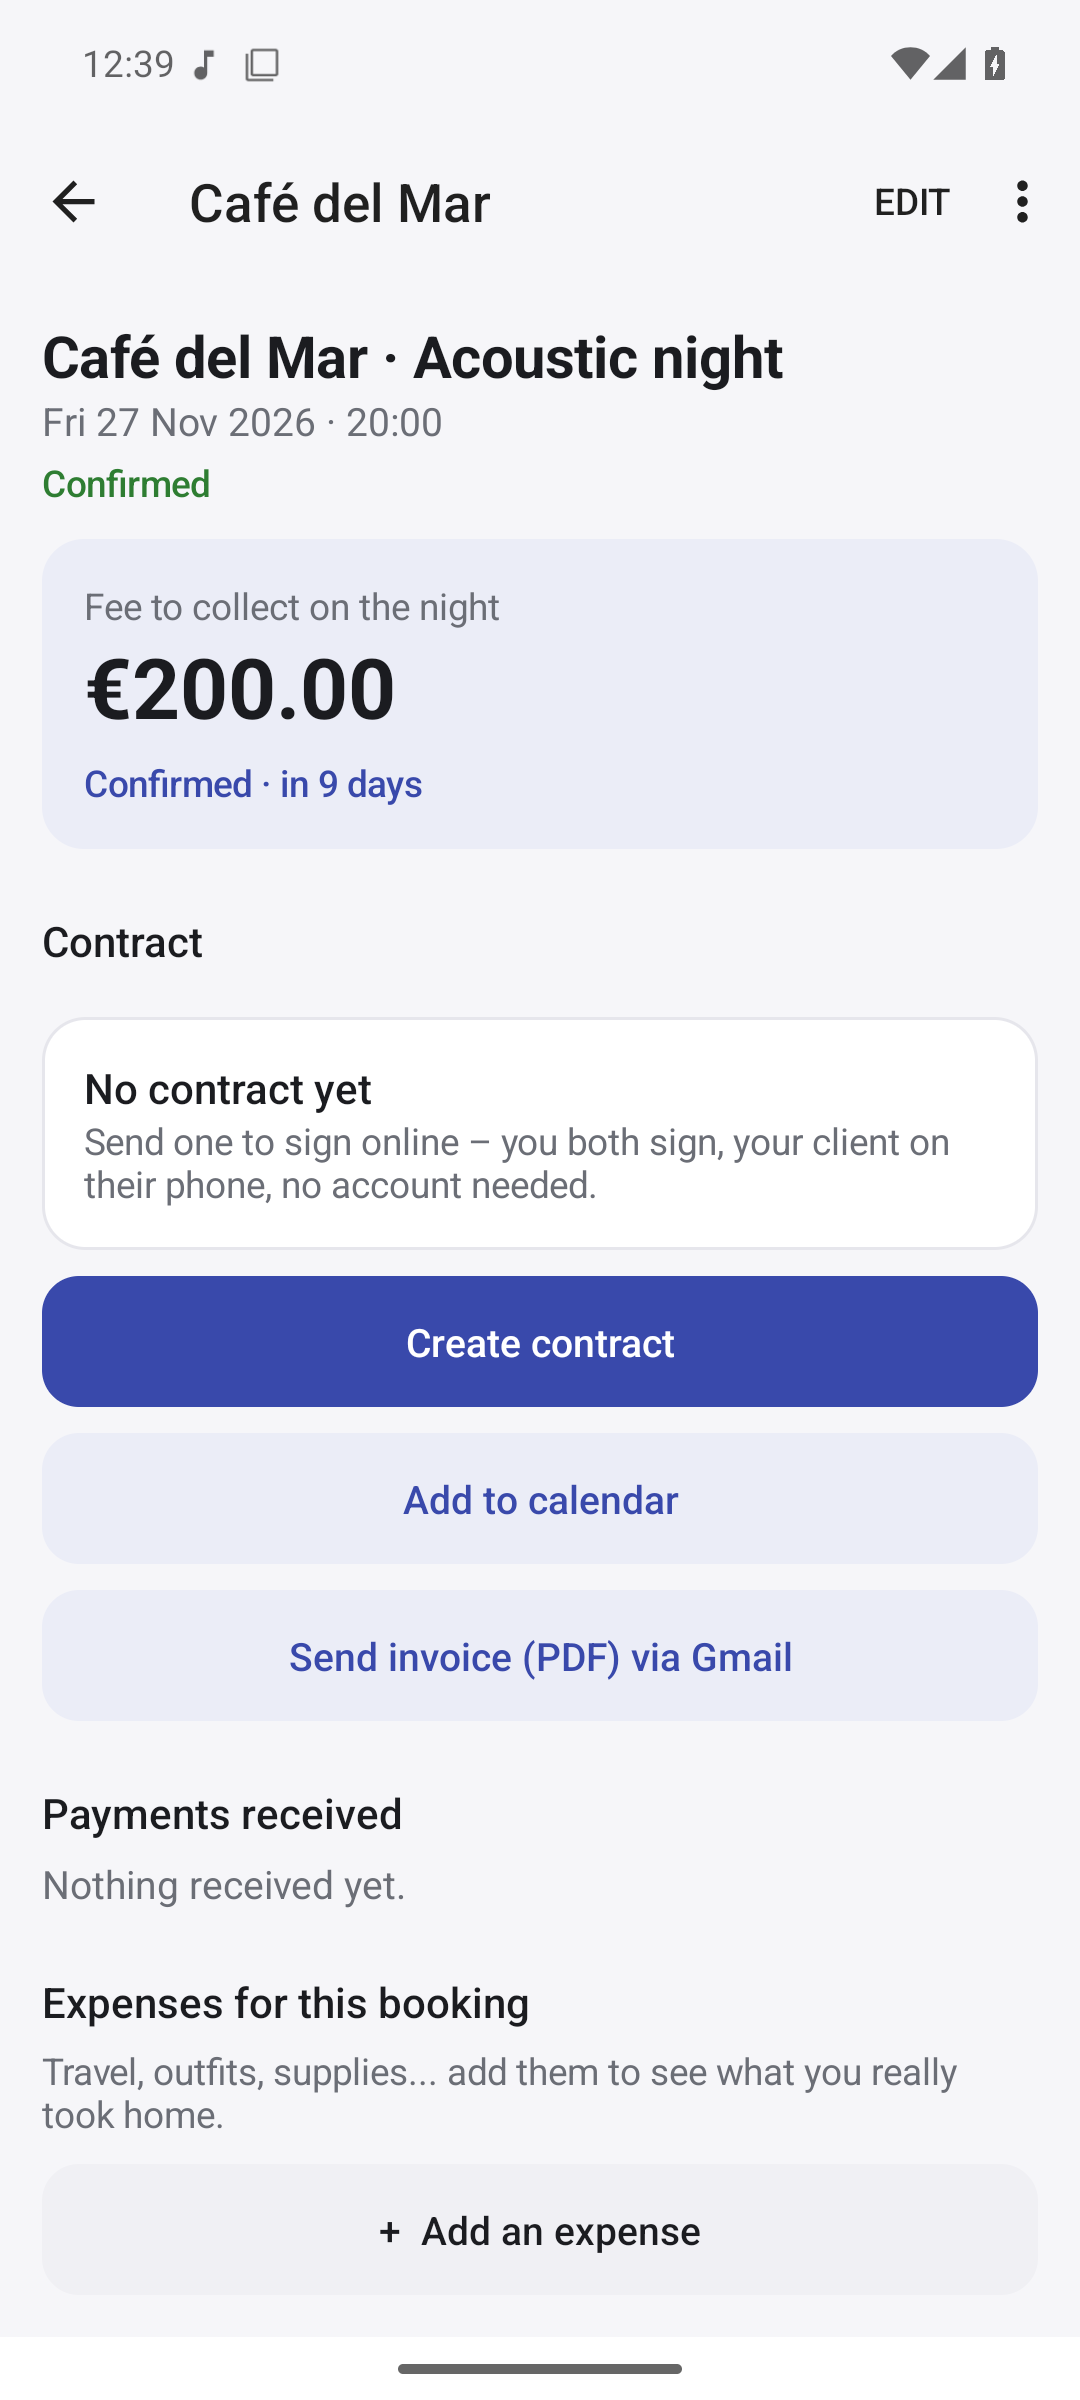 12:39
Café del Mar
EDIT
Café del Mar · Acoustic night
Fri 27 Nov 2026 · 20:00
Confirmed
Fee to collect on the night
€200.00
Confirmed · in 9 days
Contract
No contract yet
Send one to sign online – you both sign, your client on
their phone, no account needed.
Create contract
Add to calendar
Send invoice (PDF) via Gmail
Payments received
Nothing received yet.
Expenses for this booking
Travel, outfits, supplies... add them to see what you really
took home.
+ Add an expense